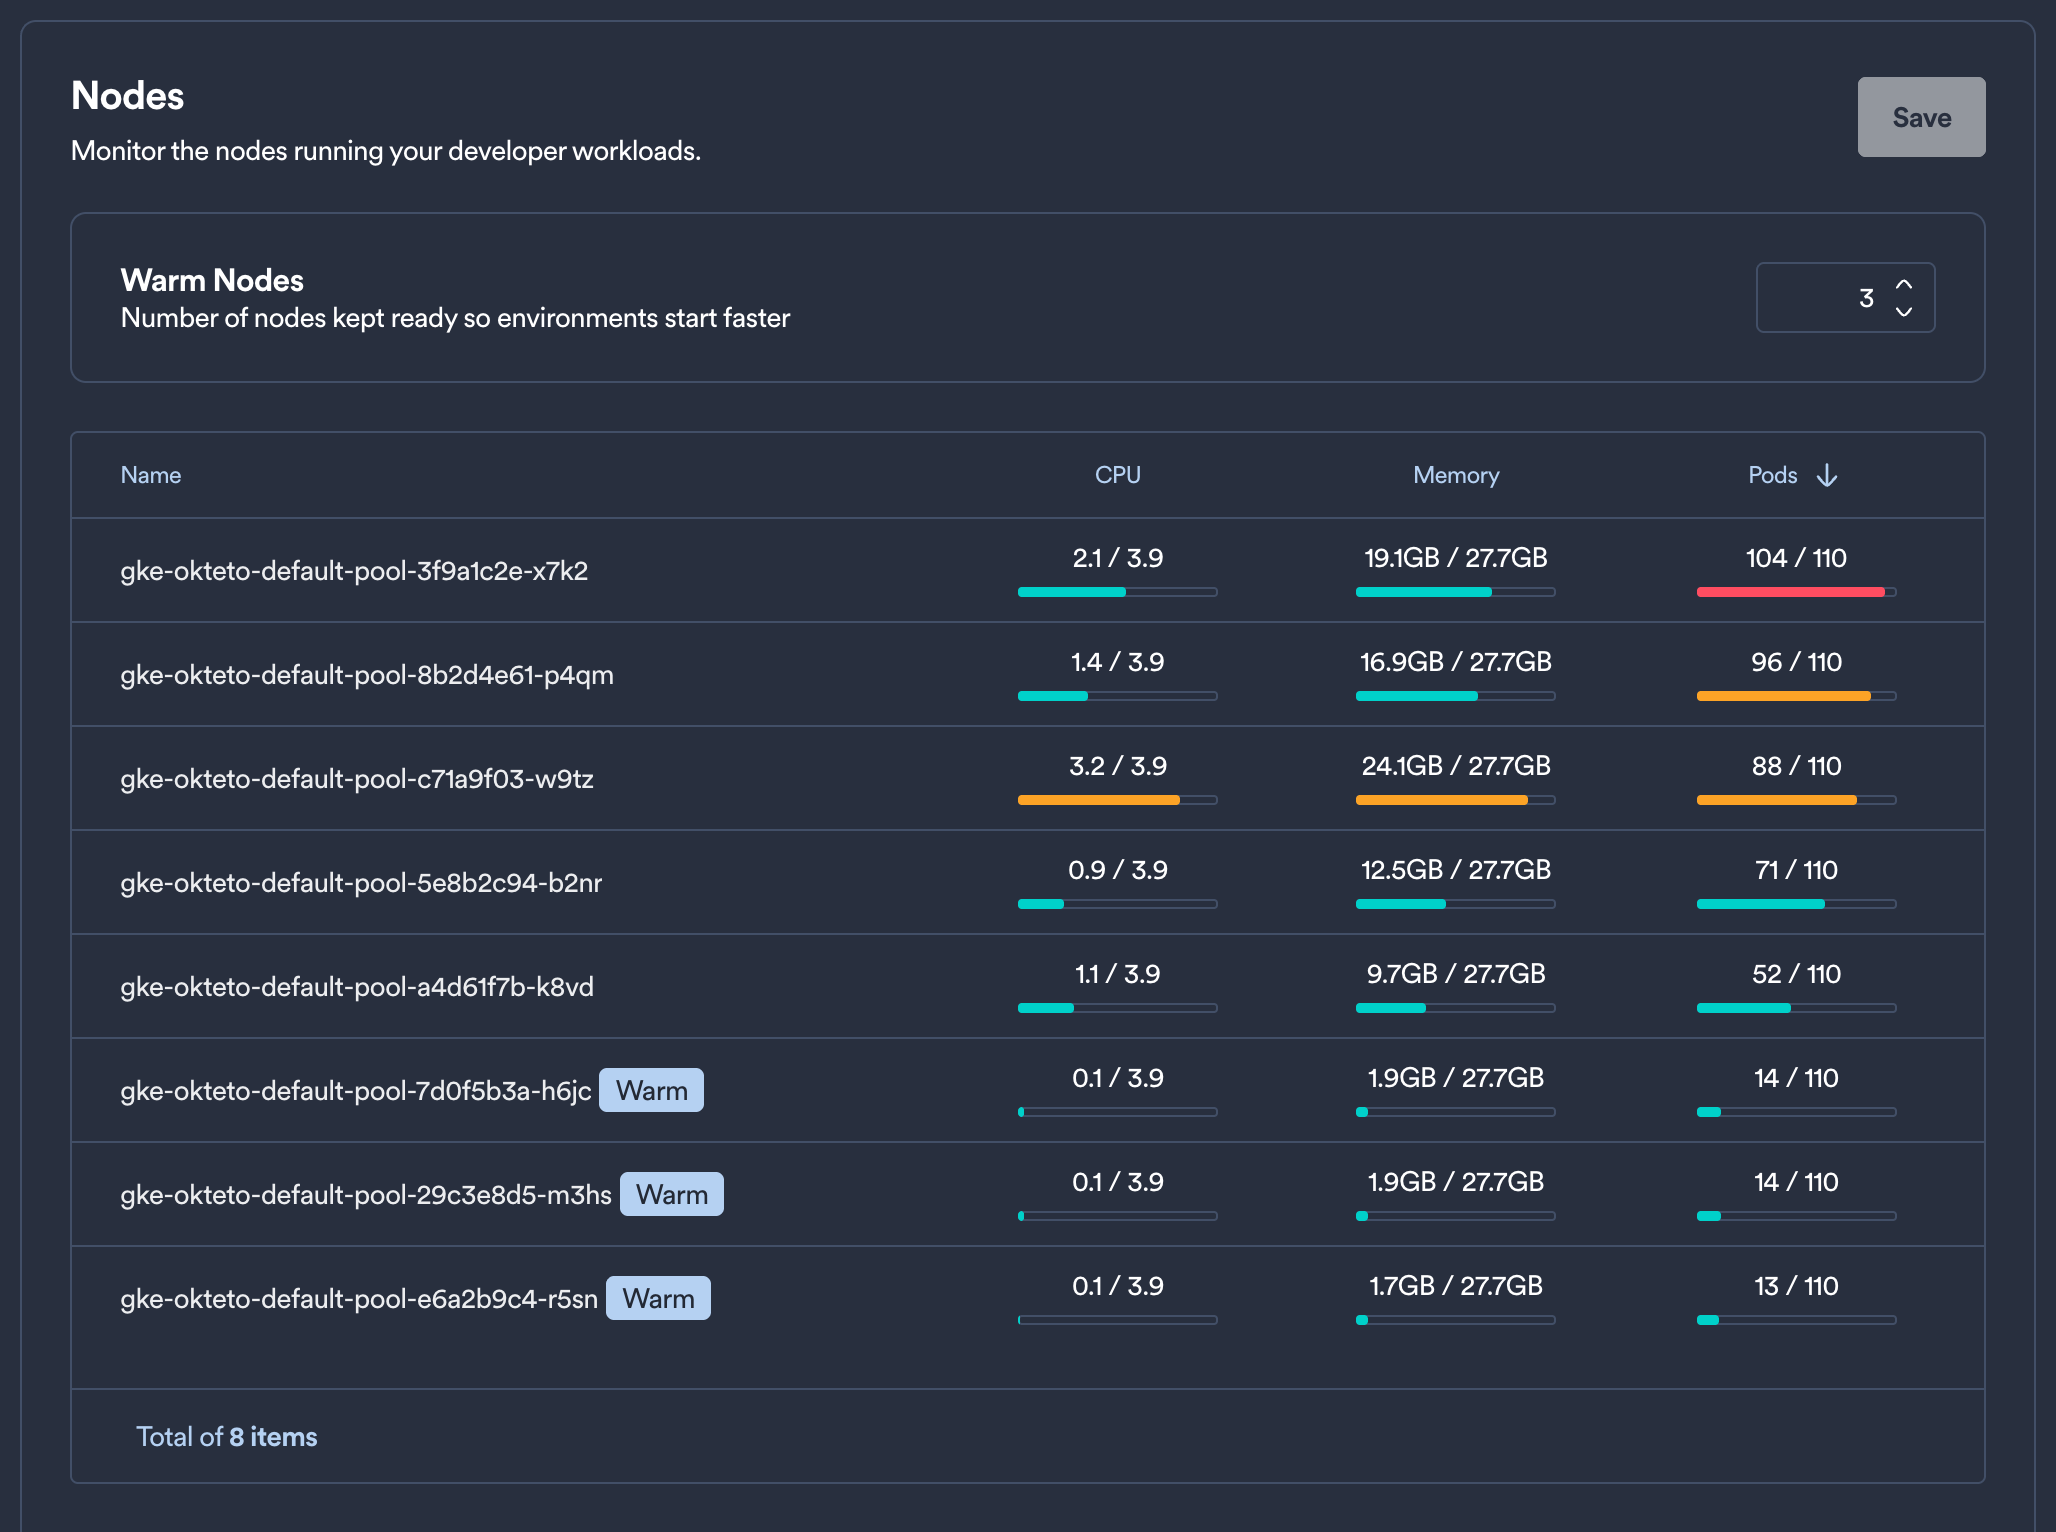 Nodes
Save
Monitor the nodes running your developer workloads.
Warm Nodes
Number of nodes kept ready so environments start faster
3
Name CPU Memory Pods
gke-okteto-default-pool-3f9a1c2e-x7k2 2.1 / 3.9 19.1GB / 27.7GB 104 / 110
gke-okteto-default-pool-8b2d4e61-p4qm 1.4 / 3.9 16.9GB / 27.7GB 96 / 110
gke-okteto-default-pool-c71a9f03-w9tz 3.2 / 3.9 24.1GB / 27.7GB 88 / 110
gke-okteto-default-pool-5e8b2c94-b2nr 0.9 / 3.9 12.5GB / 27.7GB 71 / 110
gke-okteto-default-pool-a4d61f7b-k8vd 1.1 / 3.9 9.7GB / 27.7GB 52 / 110
gke-okteto-default-pool-7d0f5b3a-h6jc Warm 0.1 / 3.9 1.9GB / 27.7GB 14 / 110
gke-okteto-default-pool-29c3e8d5-m3hs Warm 0.1 / 3.9 1.9GB / 27.7GB 14 / 110
gke-okteto-default-pool-e6a2b9c4-r5sn Warm 0.1 / 3.9 1.7GB / 27.7GB 13 / 110
Total of 8 items